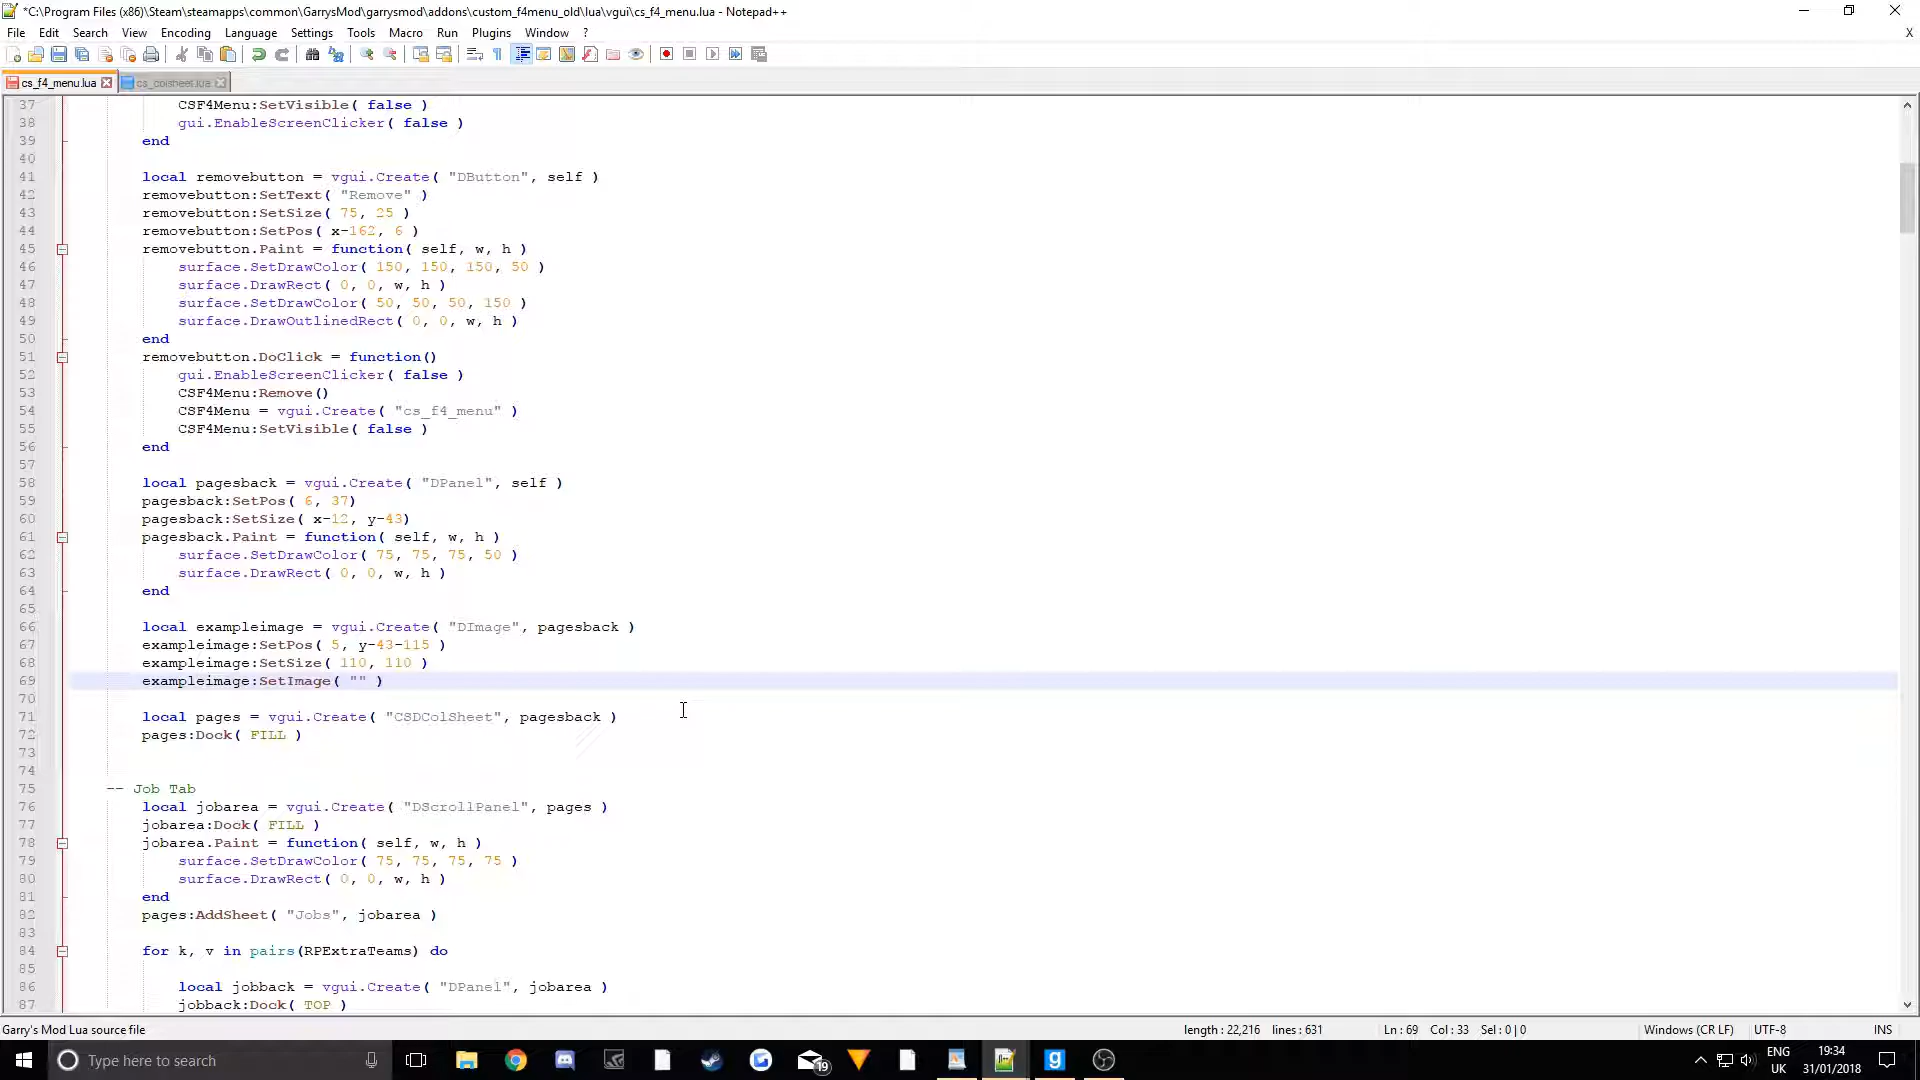 *C:\Program Files (x86)\Steam\steamapps\common\GarrysMod\garrysmod\addons\custom_f4menu_old\lua\vgui\cs_f4_menu.lua - Notepad++
File Edit Search View Encoding Language Settings Tools Macro Run Plugins Window ? X
cs_f4_menu.lua cs_colsheet.lua
37 CSF4Menu:SetVisible( false )
38 gui.EnableScreenClicker( false )
39 end
40
41 local removebutton = vgui.Create( "DButton", self )
42 removebutton:SetText( "Remove" )
43 removebutton:SetSize( 75, 25 )
44 removebutton:SetPos( x-162, 6 )
45 removebutton.Paint = function( self, w, h )
46 surface.SetDrawColor( 150, 150, 150, 50 )
47 surface.DrawRect( 0, 0, w, h )
48 surface.SetDrawColor( 50, 50, 50, 150 )
49 surface.DrawOutlinedRect( 0, 0, w, h )
50 end
51 removebutton.DoClick = function()
52 gui.EnableScreenClicker( false )
53 CSF4Menu:Remove()
54 CSF4Menu = vgui.Create( "cs_f4_menu" )
55 CSF4Menu:SetVisible( false )
56 end
57
58 local pagesback = vgui.Create( "DPanel", self )
59 pagesback:SetPos( 6, 37)
60 pagesback:SetSize( x-12, y-43)
61 pagesback.Paint = function( self, w, h )
62 surface.SetDrawColor( 75, 75, 75, 50 )
63 surface.DrawRect( 0, 0, w, h )
64 end
65
66 local exampleimage = vgui.Create( "DImage", pagesback )
67 exampleimage:SetPos( 5, y-43-115 )
68 exampleimage:SetSize( 110, 110 )
69 exampleimage:SetImage( "" )
70
71 local pages = vgui.Create( "CSDColSheet", pagesback )
72 pages:Dock( FILL )
73
74
75 -- Job Tab
76 local jobarea = vgui.Create( "DScrollPanel", pages )
77 jobarea:Dock( FILL )
78 jobarea.Paint = function( self, w, h )
79 surface.SetDrawColor( 75, 75, 75, 75 )
80 surface.DrawRect( 0, 0, w, h )
81 end
82 pages:AddSheet( "Jobs", jobarea )
83
84 for k, v in pairs(RPExtraTeams) do
85
86 local jobback = vgui.Create( "DPanel", jobarea )
87 jobback:Dock( TOP )
Garry's Mod Lua source file length : 22,216 lines : 631 Ln : 69 Col : 33 Sel : 0 | 0 Windows (CR LF) UTF-8 INS
Type here to search 19 ENG UK 19:34 31/01/2018